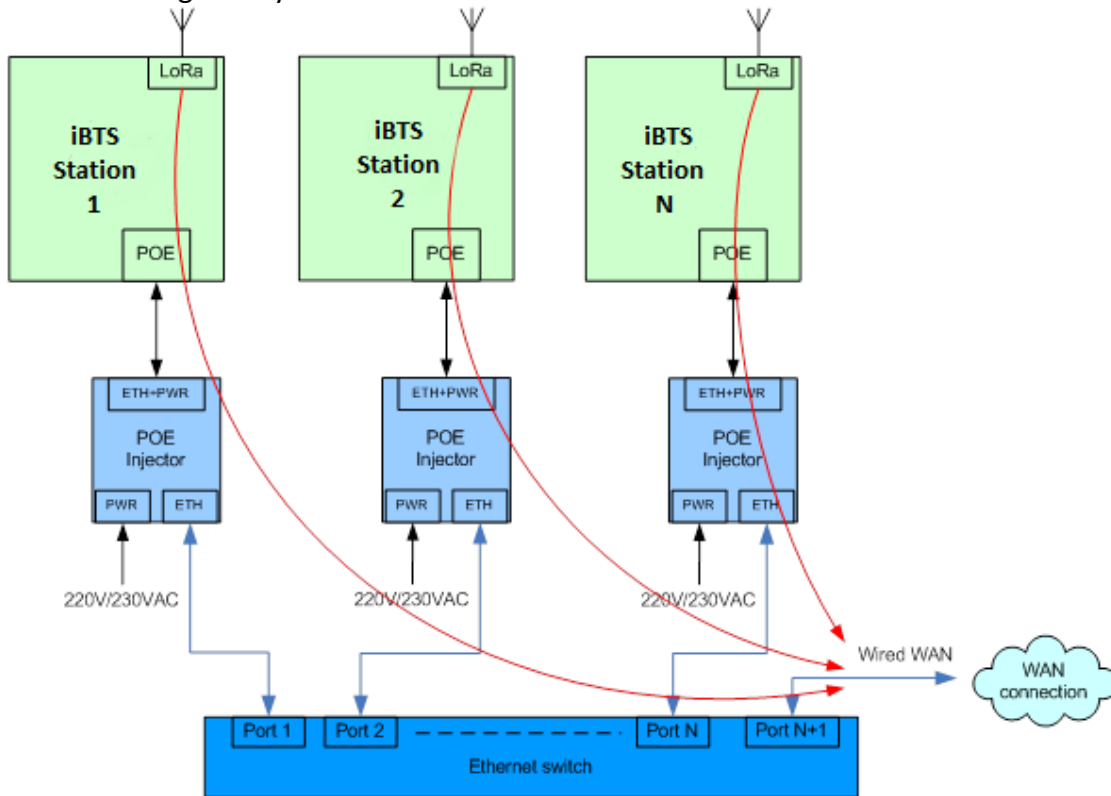 LoRa
LoRa
LoRa
iBTS
Station
1
iBTS
Station
2
iBTS
Station
N
POE
POE
POE
ETH+PWR
ETH+PWR
ETH+PWR
POE
Injector
POE
Injector
POE
Injector
PWR
ETH
PWR
ETH
PWR
ETH
220V/230VAC
220V/230VAC
220V/230VAC
Wired WAN
WAN
connection
Port 1
Port 2
Port N
Port N+1
Ethernet switch